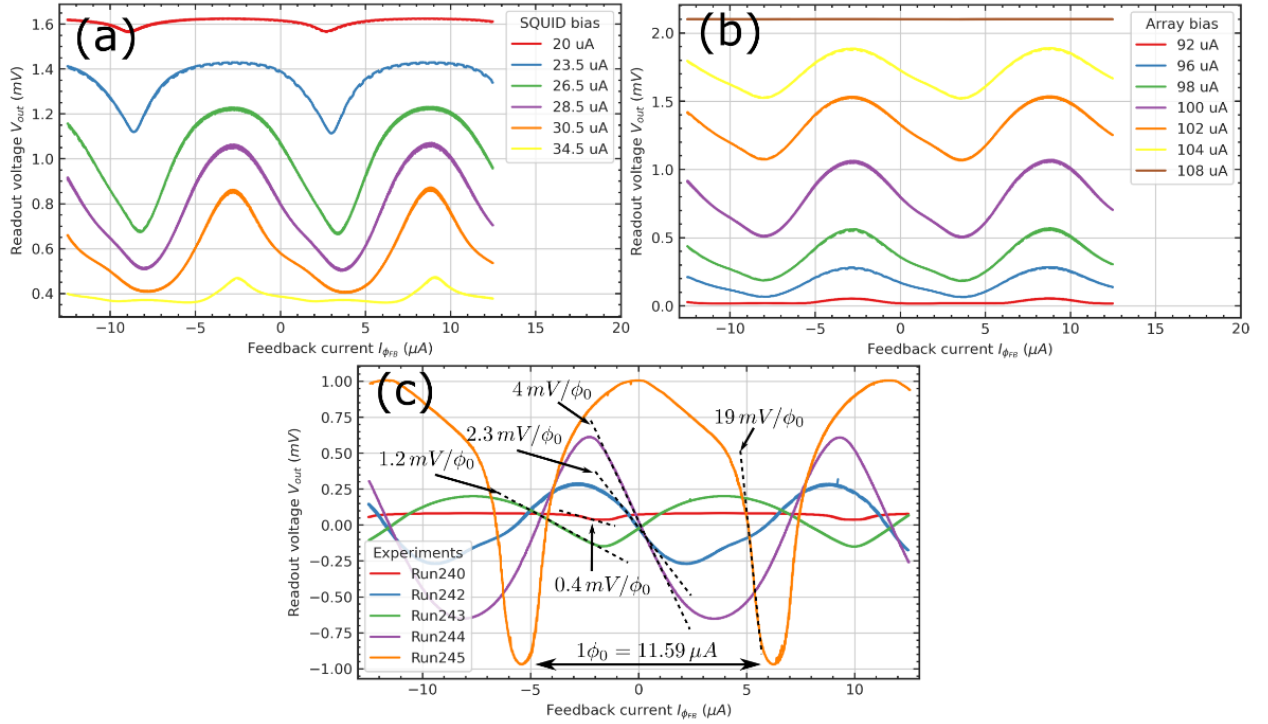 (a)
SQUID bias
20 uA
23.5 uA
26.5 uA
28.5 uA
30.5 uA
34.5 uA
1.6
1.4
1.2
1.0
0.8
0.6
0.4
Readout voltage V_out (mV)
−10
−5
0
5
10
15
20
Feedback current I_ϕ_FB (μA)
(b)
Array bias
92 uA
96 uA
98 uA
100 uA
102 uA
104 uA
108 uA
2.0
1.5
1.0
0.5
0.0
Readout voltage V_out (mV)
−10
−5
0
5
10
15
20
Feedback current I_ϕ_FB (μA)
(c)
4 mV/ϕ₀
19 mV/ϕ₀
2.3 mV/ϕ₀
1.2 mV/ϕ₀
0.4 mV/ϕ₀
1ϕ₀ = 11.59 μA
Experiments
Run240
Run242
Run243
Run244
Run245
1.00
0.75
0.50
0.25
0.00
−0.25
−0.50
−0.75
−1.00
Readout voltage V_out (mV)
−10
−5
0
5
10
Feedback current I_ϕ_FB (μA)